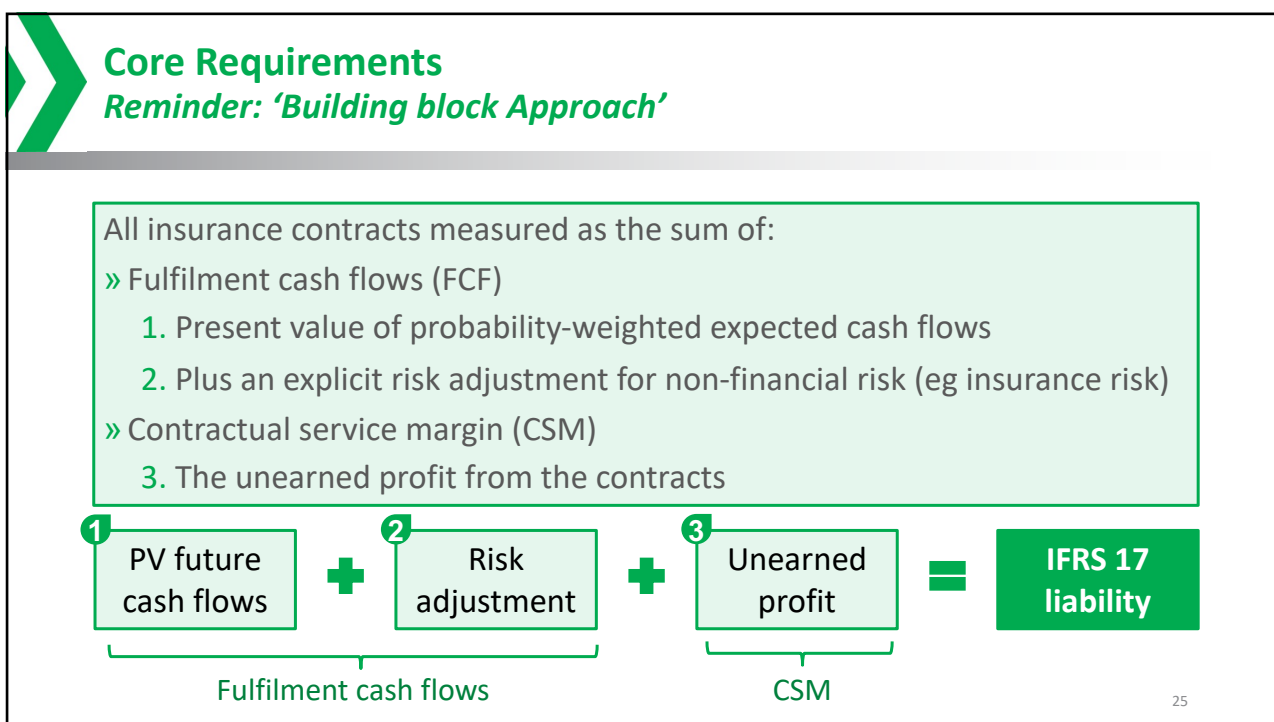 Core Requirements
Reminder: ‘Building block Approach’
All insurance contracts measured as the sum of:
» Fulfilment cash flows (FCF)
1. Present value of probability-weighted expected cash flows
2. Plus an explicit risk adjustment for non-financial risk (eg insurance risk)
» Contractual service margin (CSM)
3. The unearned profit from the contracts
1
PV future
cash flows
2
Risk
adjustment
3
Unearned
profit
IFRS 17
liability
Fulfilment cash flows
CSM
25